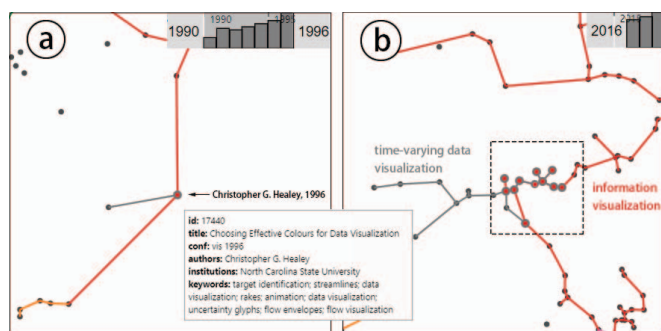 a
1990
1990
1995
1996
Christopher G. Healey, 1996
id: 17440
title: Choosing Effective Colours for Data Visualization
conf: vis 1996
authors: Christopher G. Healey
institutions: North Carolina State University
keywords: target identification; streamlines; data
visualization; rakes; animation; data visualization;
uncertainty glyphs; flow envelopes; flow visualization
b
2016
time-varying data
visualization
information
visualization